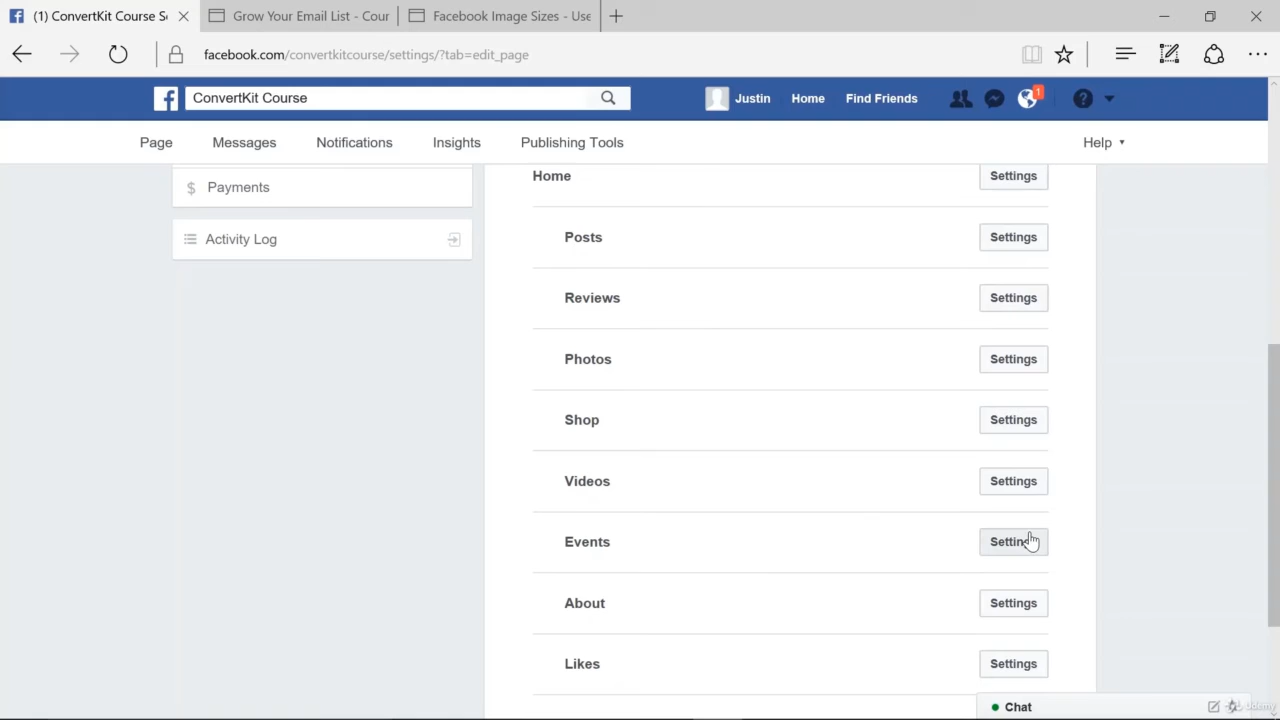 (1) ConvertKit Course S
Grow Your Email List - Cour
Facebook Image Sizes - Use
facebook.com/convertkitcourse/settings/?tab=edit_page
ConvertKit Course
Justin
Home
Find Friends
1
Page
Messages
Notifications
Insights
Publishing Tools
Help
$ Payments
Activity Log
Home
Settings
Posts
Settings
Reviews
Settings
Photos
Settings
Shop
Settings
Videos
Settings
Events
Settin
About
Settings
Likes
Settings
Chat
Udemy